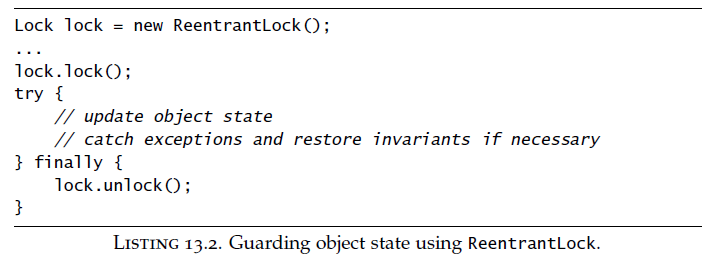 Lock lock = new ReentrantLock();
...
lock.lock();
try {
    // update object state
    // catch exceptions and restore invariants if necessary
} finally {
    lock.unlock();
}
LISTING 13.2. Guarding object state using ReentrantLock.